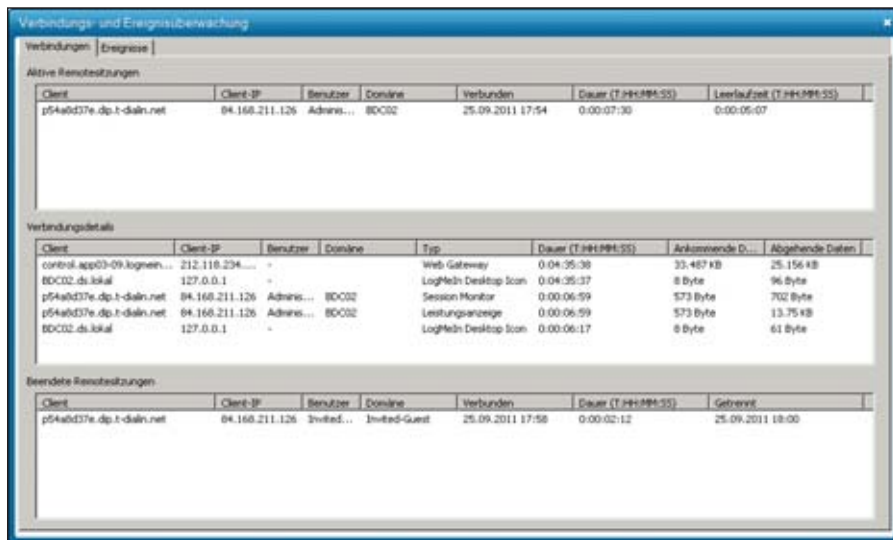 Verbindungs- und Ereignisüberwachung
Verbindungen Ereignisse
Aktive Remotesitzungen
Client Client-IP Benutzer Domäne Verbunden Dauer (T:HH:MM:SS) Leerlaufzeit (T:HH:MM:SS)
p54a8d37e.dip.t-dialin.net 84.168.211.126 Adminis... BDC02 25.09.2011 17:54 0:00:07:30 0:00:05:07
Verbindungsdetails
Client Client-IP Benutzer Domäne Typ Dauer (T:HH:MM:SS) Ankommende D... Abgehende Daten
control.app03-09.logmein... 212.118.234.... - Web Gateway 0:04:35:38 33.487 KB 25.156 KB
BDC02.ds.lokal 127.0.0.1 - LogMeIn Desktop Icon 0:04:35:37 8 Byte 96 Byte
p54a8d37e.dip.t-dialin.net 84.168.211.126 Adminis... BDC02 Session Monitor 0:00:06:59 573 Byte 702 Byte
p54a8d37e.dip.t-dialin.net 84.168.211.126 Adminis... BDC02 Leistungsanzeige 0:00:06:59 573 Byte 13.75 KB
BDC02.ds.lokal 127.0.0.1 - LogMeIn Desktop Icon 0:00:06:17 8 Byte 61 Byte
Beendete Remotesitzungen
Client Client-IP Benutzer Domäne Verbunden Dauer (T:HH:MM:SS) Getrennt
p54a8d37e.dip.t-dialin.net 84.168.211.126 Invited... Invited-Guest 25.09.2011 17:58 0:00:02:12 25.09.2011 18:00